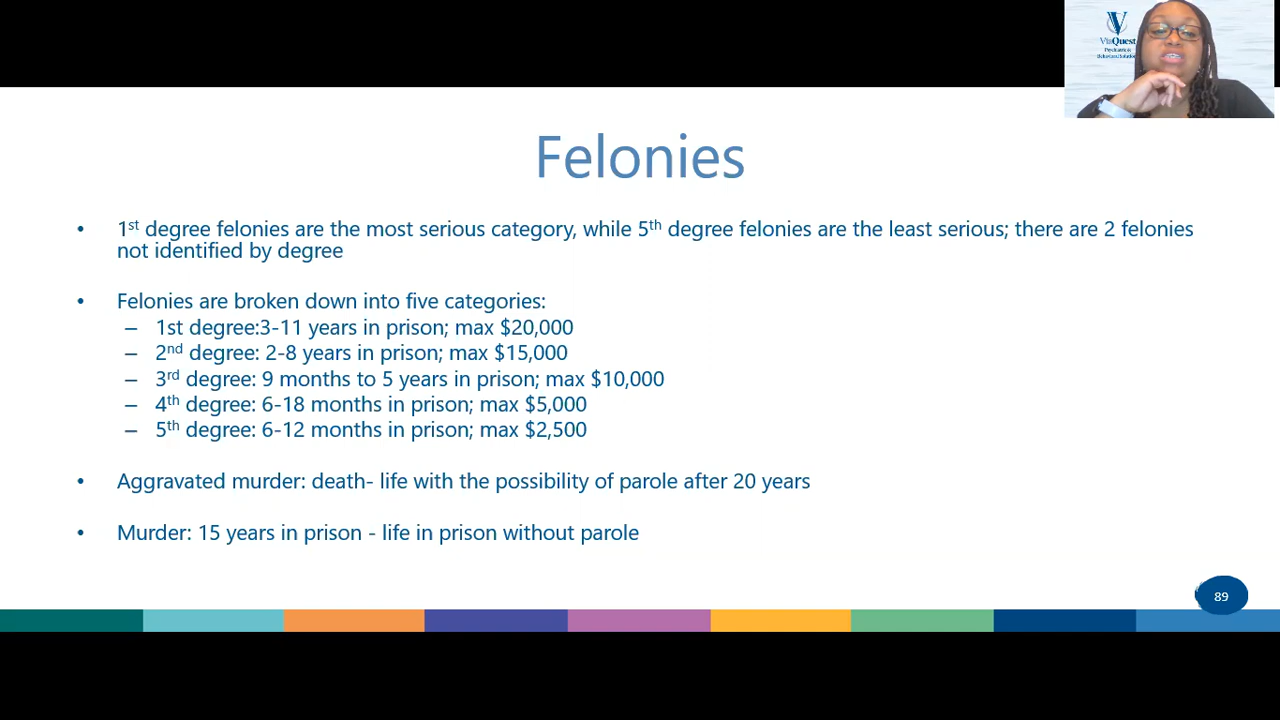 V
ViaQuest
Psychiatric &
Behavioral Solutions
Felonies
• 1st degree felonies are the most serious category, while 5th degree felonies are the least serious; there are 2 felonies
not identified by degree
• Felonies are broken down into five categories:
– 1st degree:3-11 years in prison; max $20,000
– 2nd degree: 2-8 years in prison; max $15,000
– 3rd degree: 9 months to 5 years in prison; max $10,000
– 4th degree: 6-18 months in prison; max $5,000
– 5th degree: 6-12 months in prison; max $2,500
• Aggravated murder: death- life with the possibility of parole after 20 years
• Murder: 15 years in prison - life in prison without parole
89